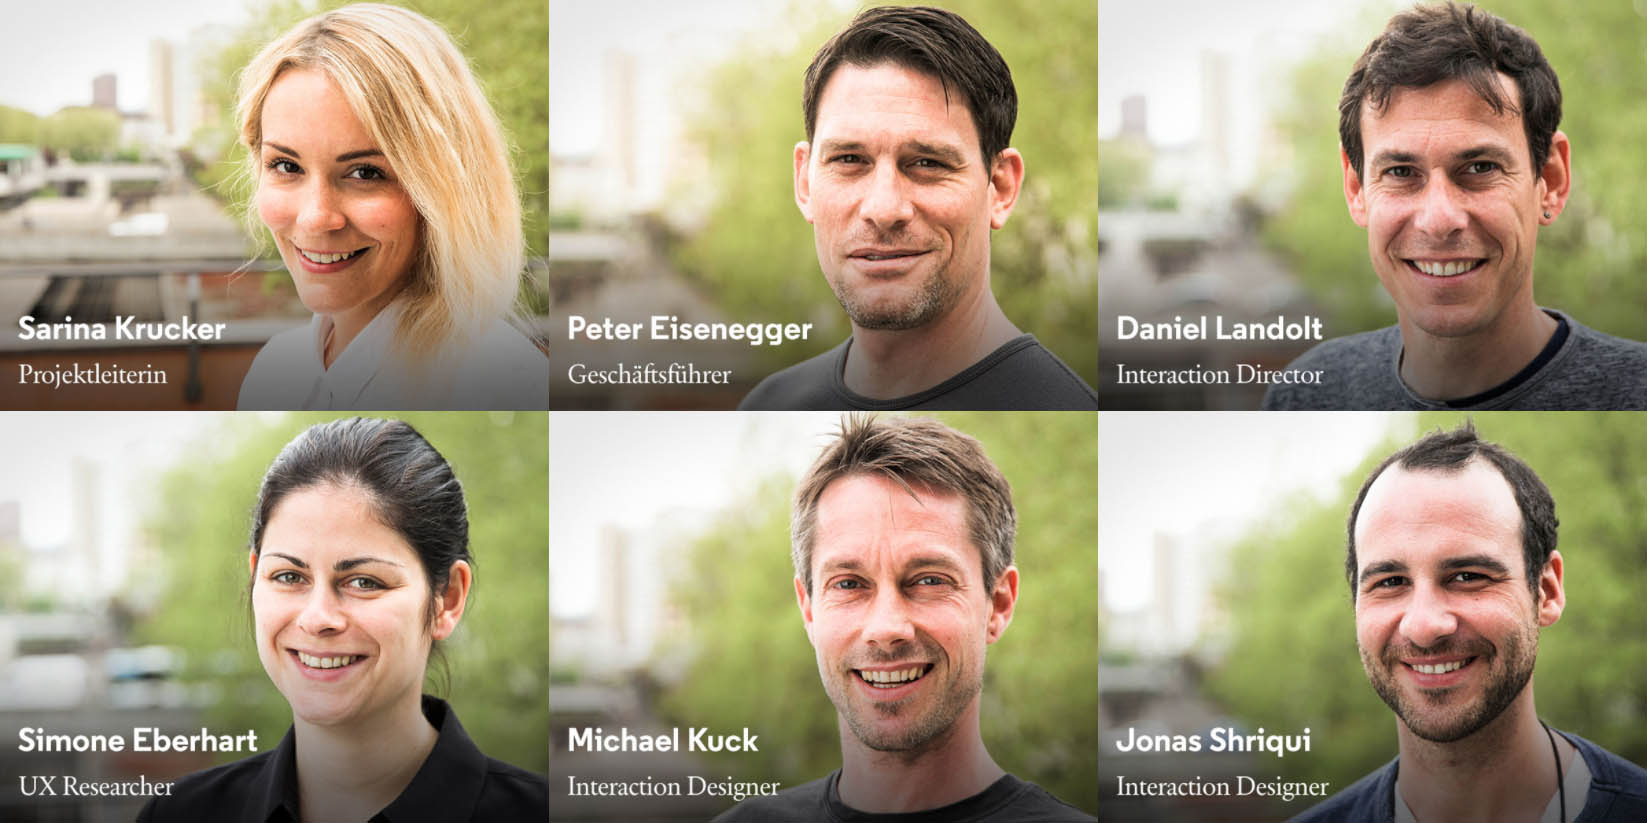 Sarina Krucker
Projektleiterin
Peter Eisenegger
Geschäftsführer
Daniel Landolt
Interaction Director
Simone Eberhart
UX Researcher
Michael Kuck
Interaction Designer
Jonas Shriqui
Interaction Designer